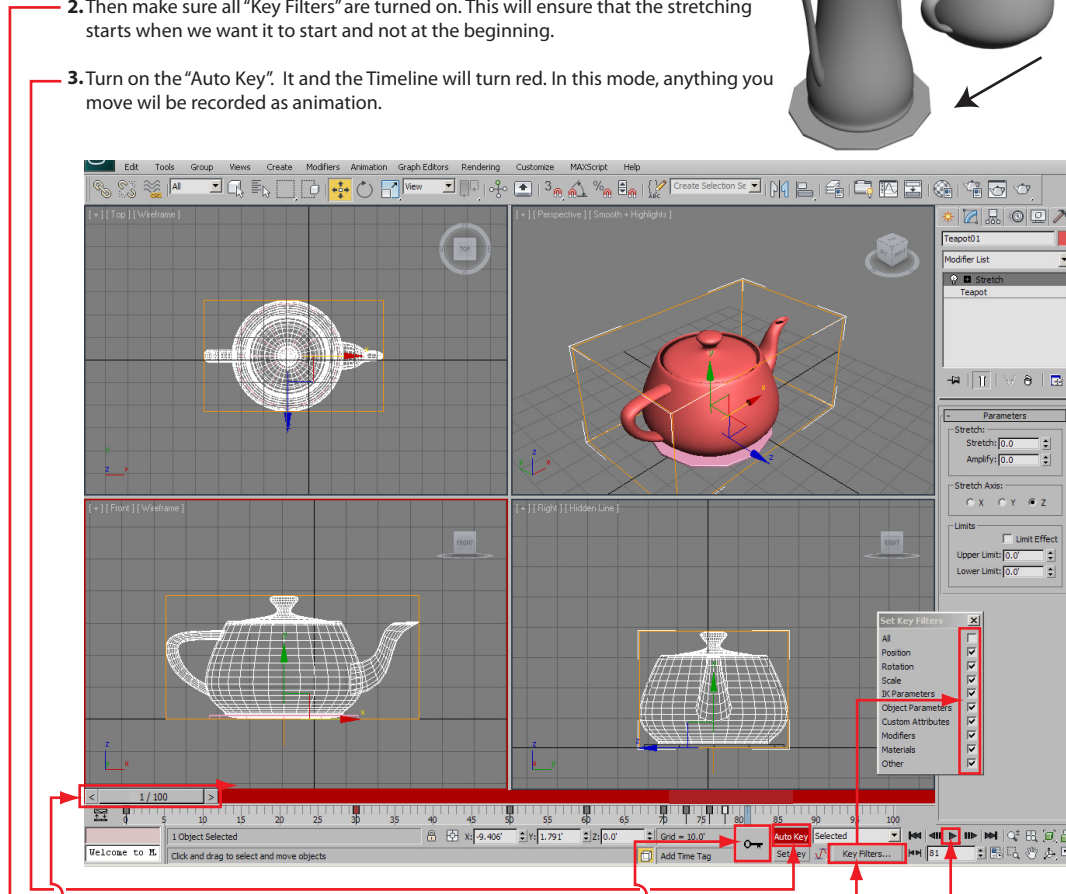 2. Then make sure all “Key Filters” are turned on. This will ensure that the stretching
starts when we want it to start and not at the beginning.
3. Turn on the “Auto Key”. It and the Timeline will turn red. In this mode, anything you
move wil be recorded as animation.
Edit Tools Group Views Create Modifiers Animation Graph Editors Rendering Customize MAXScript Help
All View 3 Create Selection Se
[ + ] [ Top ] [ Wireframe ]
TOP
[ + ] [ Perspective ] [ Smooth + Highlights ]
Teapot01
Modifier List
Stretch
Teapot
Parameters
Stretch:
Stretch: 0.0
Amplify: 0.0
Stretch Axis:
X Y Z
Limits
Limit Effect
Upper Limit: 0.0'
Lower Limit: 0.0'
[ + ] [ Front ] [ Wireframe ]
FRONT
[ + ] [ Right ] [ Hidden Line ]
RIGHT
Set Key Filters
All
Position
Rotation
Scale
IK Parameters
Object Parameters
Custom Attributes
Modifiers
Materials
Other
< 1 / 100 >
0 5 10 15 20 25 30 35 40 45 50 55 60 65 70 75 80 85 90 95 100
1 Object Selected
X: -9.406' Y: 1.791' Z: 0.0' Grid = 10.0'
Auto Key Selected
Welcome to M
Click and drag to select and move objects
Add Time Tag
Set Key Key Filters... 81